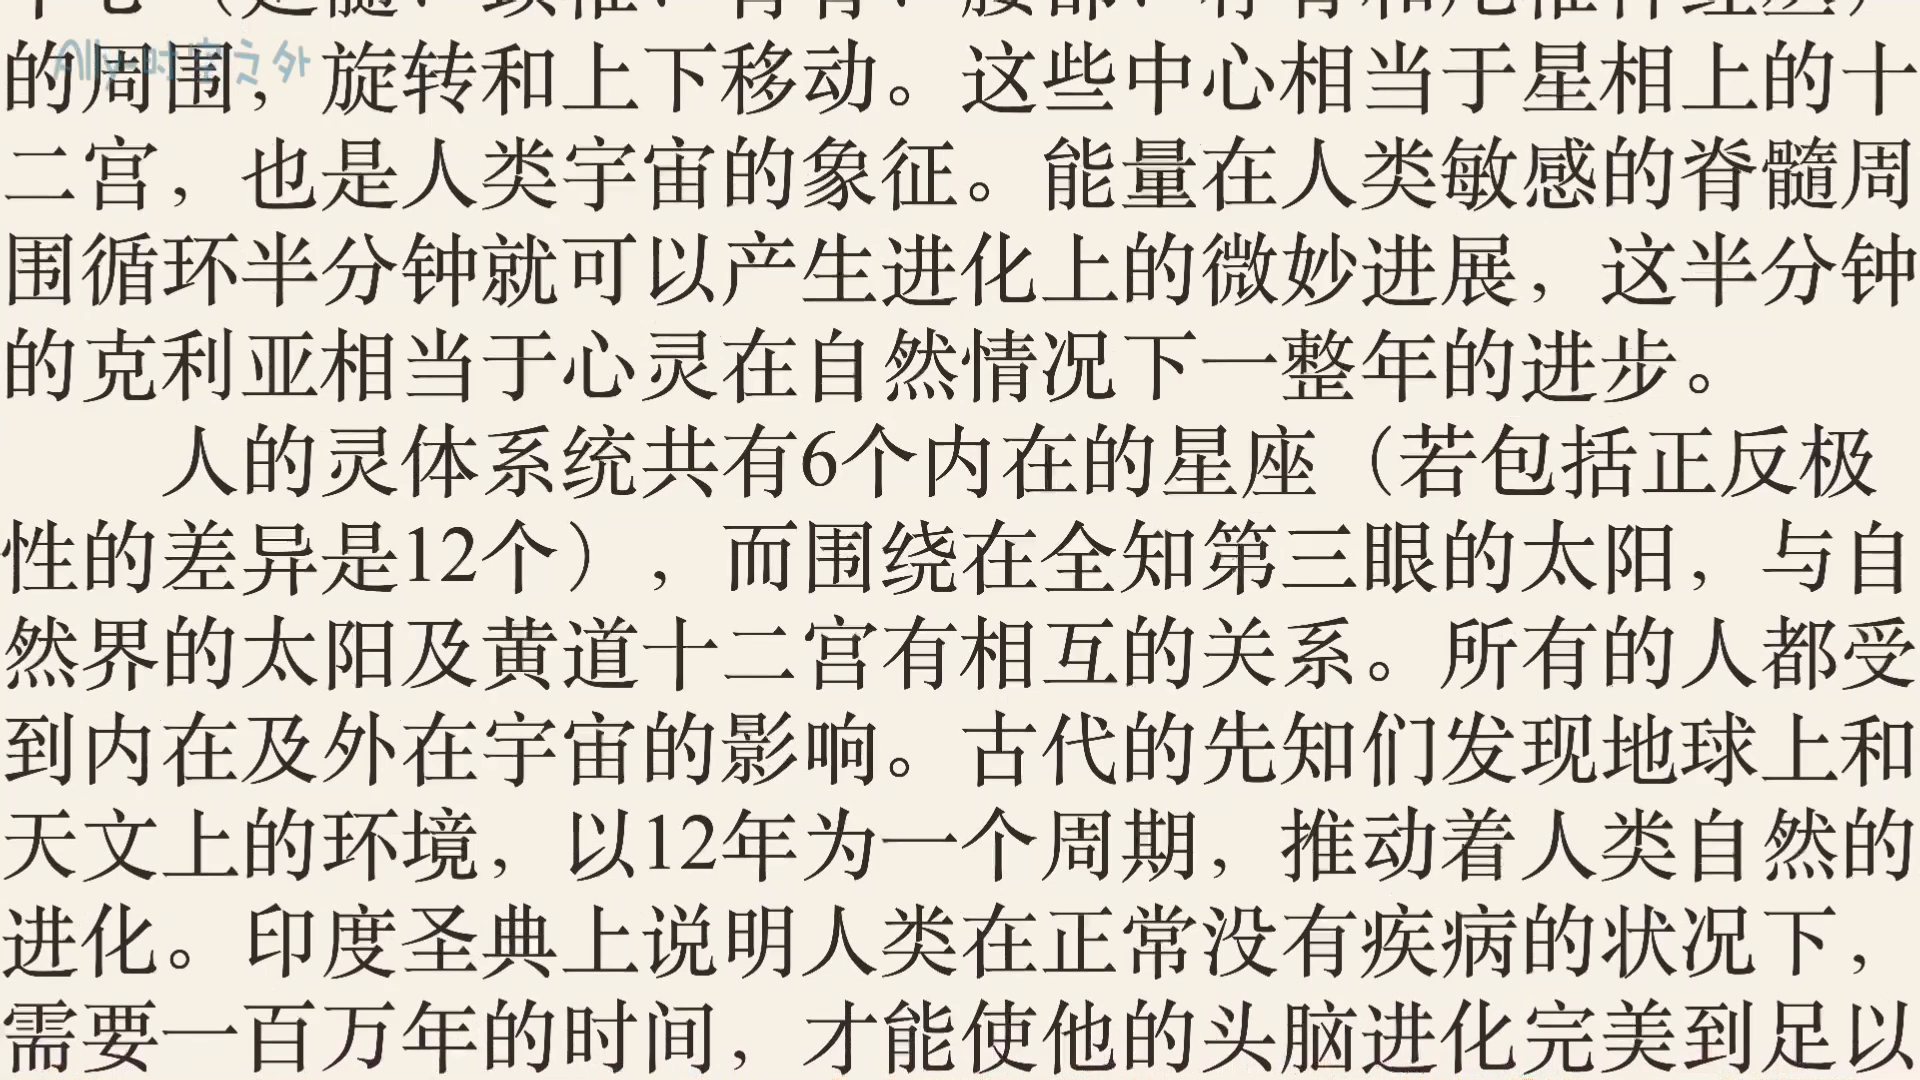 的周围，旋转和上下移动。这些中心相当于星相上的十
二宫，也是人类宇宙的象征。能量在人类敏感的脊髓周
围循环半分钟就可以产生进化上的微妙进展，这半分钟
的克利亚相当于心灵在自然情况下一整年的进步。
人的灵体系统共有6个内在的星座（若包括正反极
性的差异是12个），而围绕在全知第三眼的太阳，与自
然界的太阳及黄道十二宫有相互的关系。所有的人都受
到内在及外在宇宙的影响。古代的先知们发现地球上和
天文上的环境，以12年为一个周期，推动着人类自然的
进化。印度圣典上说明人类在正常没有疾病的状况下，
需要一百万年的时间，才能使他的头脑进化完美到足以